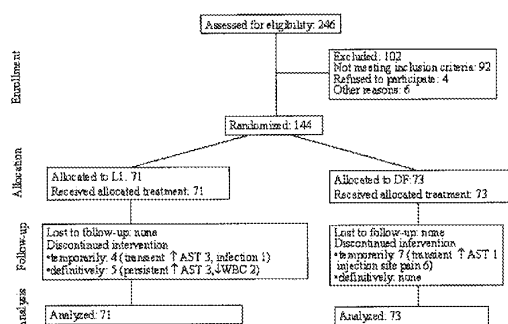 Assessed for eligibility: 246
Enrollment
Excluded: 102
Not meeting inclusion criteria: 92
Refused to participate: 4
Other reasons: 6
Randomized: 144
Allocation
Allocated to L1: 71
Received allocated treatment: 71
Allocated to DF: 73
Received allocated treatment: 73
Follow-up
Lost to follow-up: none
Discontinued intervention
•temporarily: 4 (transient ↑ AST 3, infection 1)
•definitively: 5 (persistent ↑ AST 3,↓WBC 2)
Lost to follow-up: none
Discontinued intervention
•temporarily: 7 (transient ↑ AST 1
injection site pain 6)
•definitively: none
Analysis
Analyzed: 71
Analyzed: 73